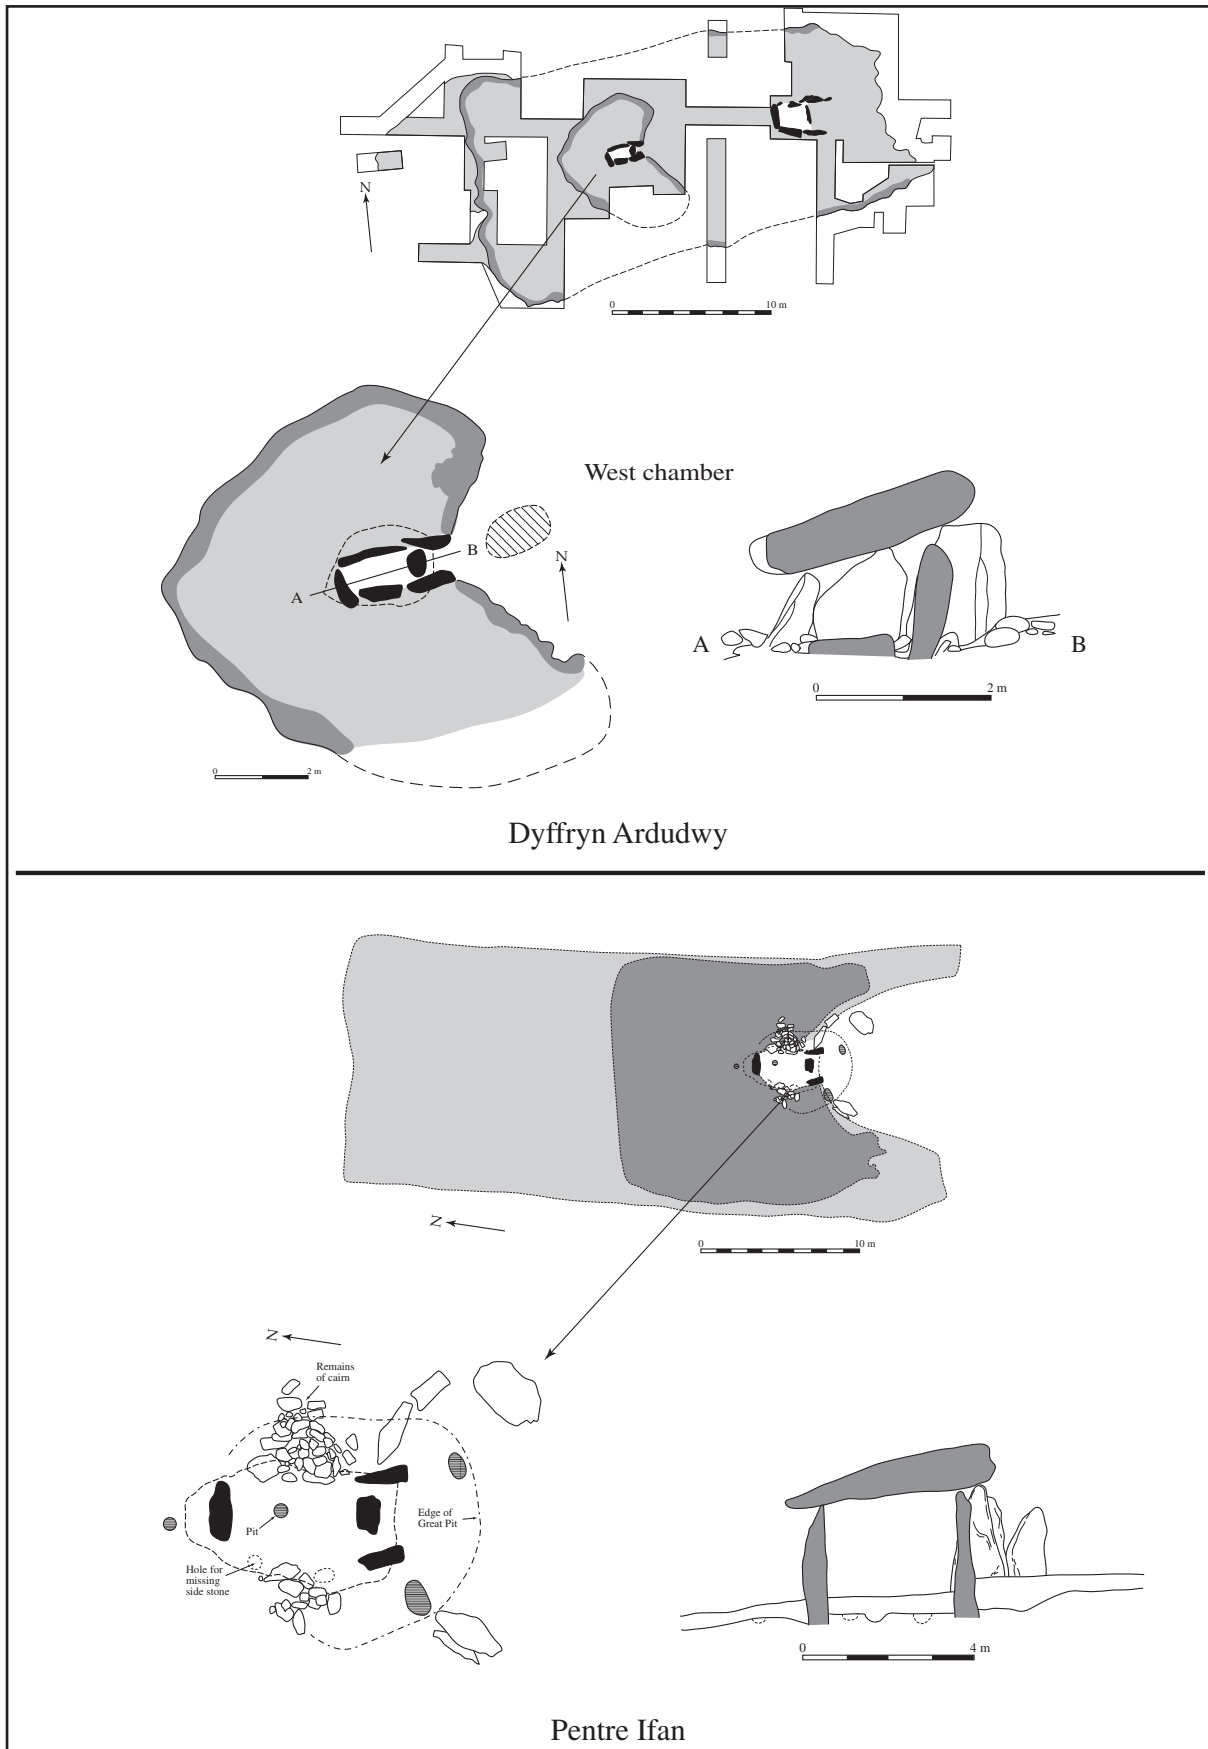 N
0 10 m
West chamber
A B
N
A B
0 2 m
0 2 m
Dyffryn Ardudwy
N
0 10 m
N
Remains
of cairn
Pit
Edge of
Great Pit
Hole for
missing
side stone
0 4 m
Pentre Ifan